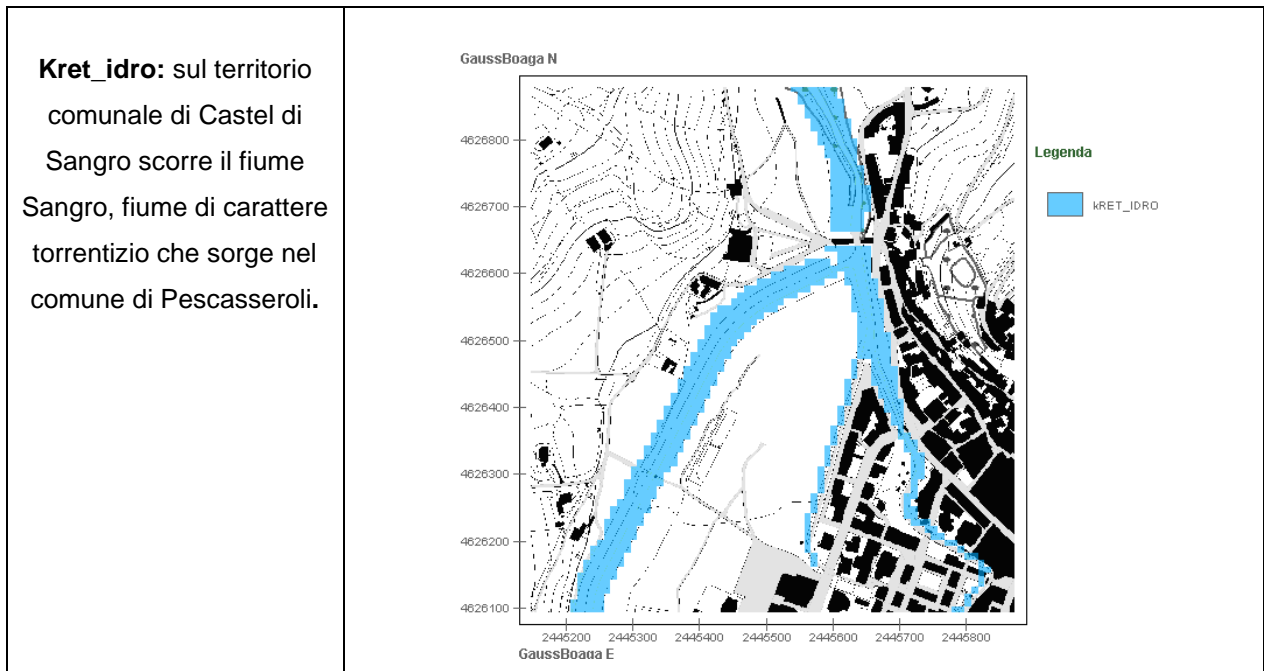 Kret_idro: sul territorio
comunale di Castel di
Sangro scorre il fiume
Sangro, fiume di carattere
torrentizio che sorge nel
comune di Pescasseroli.
GaussBoaga N
4626800
4626700
4626600
4626500
4626400
4626300
4626200
4626100
2445200 2445300 2445400 2445500 2445600 2445700 2445800
GaussBoaga E
Legenda
kRET_IDRO